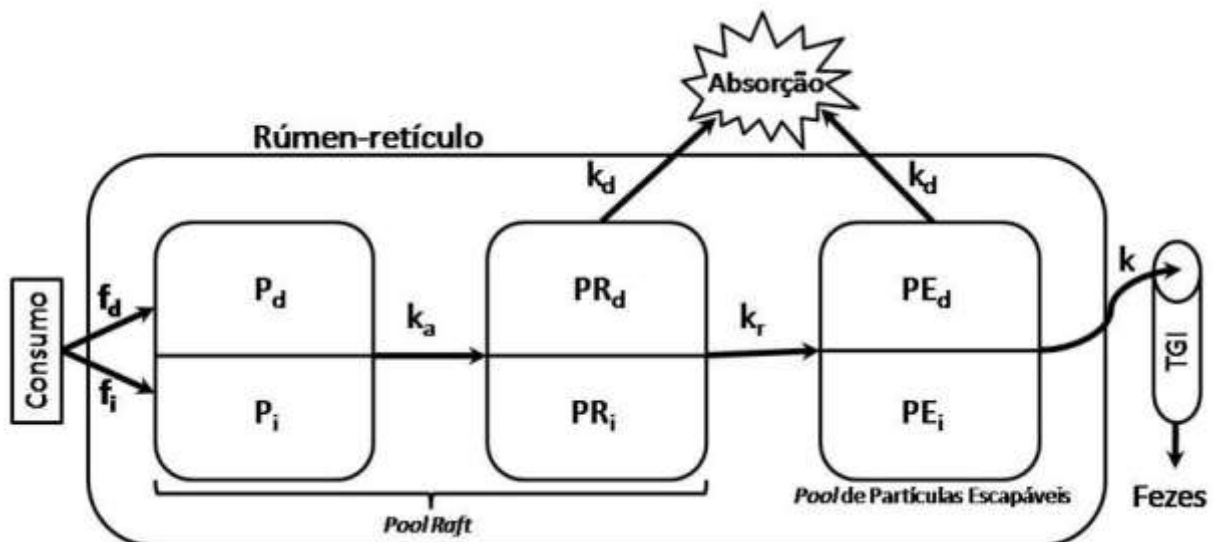 Absorção
Rúmen-retículo
k_d
k_d
Consumo
f_d
f_i
P_d
P_i
k_a
PR_d
PR_i
k_r
PE_d
PE_i
k
TGI
Pool Raft
Pool de Partículas Escapáveis
Fezes